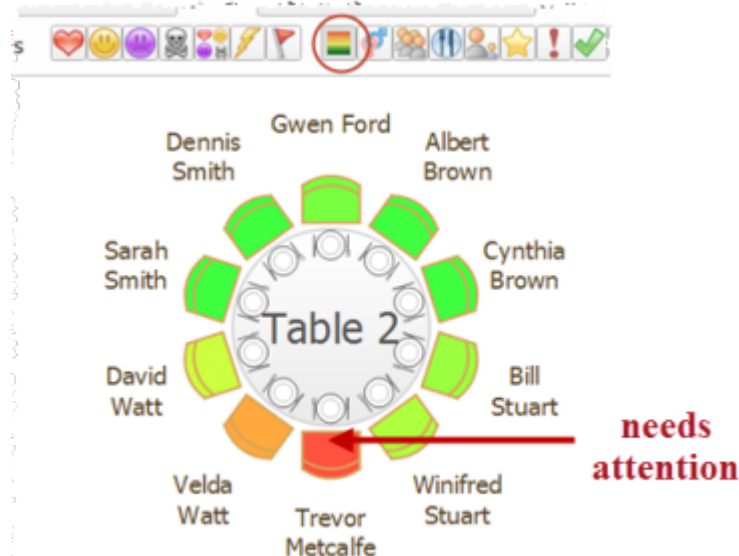 s
Gwen Ford
Dennis
Smith
Albert
Brown
Sarah
Smith
Cynthia
Brown
Table 2
David
Watt
Bill
Stuart
needs
attention
Velda
Watt
Trevor
Metcalfe
Winifred
Stuart